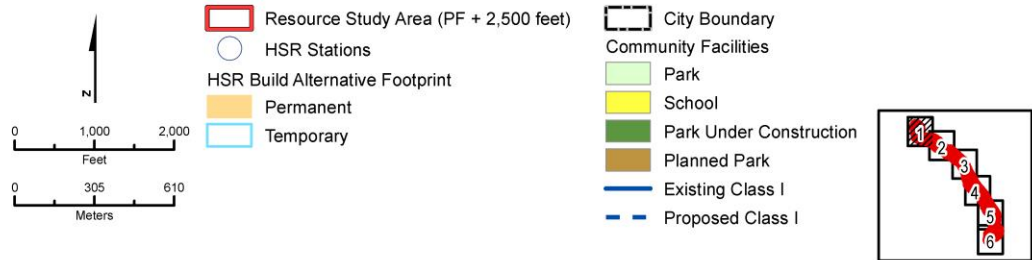 N
0 1,000 2,000
Feet
0 305 610
Meters
Resource Study Area (PF + 2,500 feet)
HSR Stations
HSR Build Alternative Footprint
Permanent
Temporary
City Boundary
Community Facilities
Park
School
Park Under Construction
Planned Park
Existing Class I
Proposed Class I
1
2
3
4
5
6